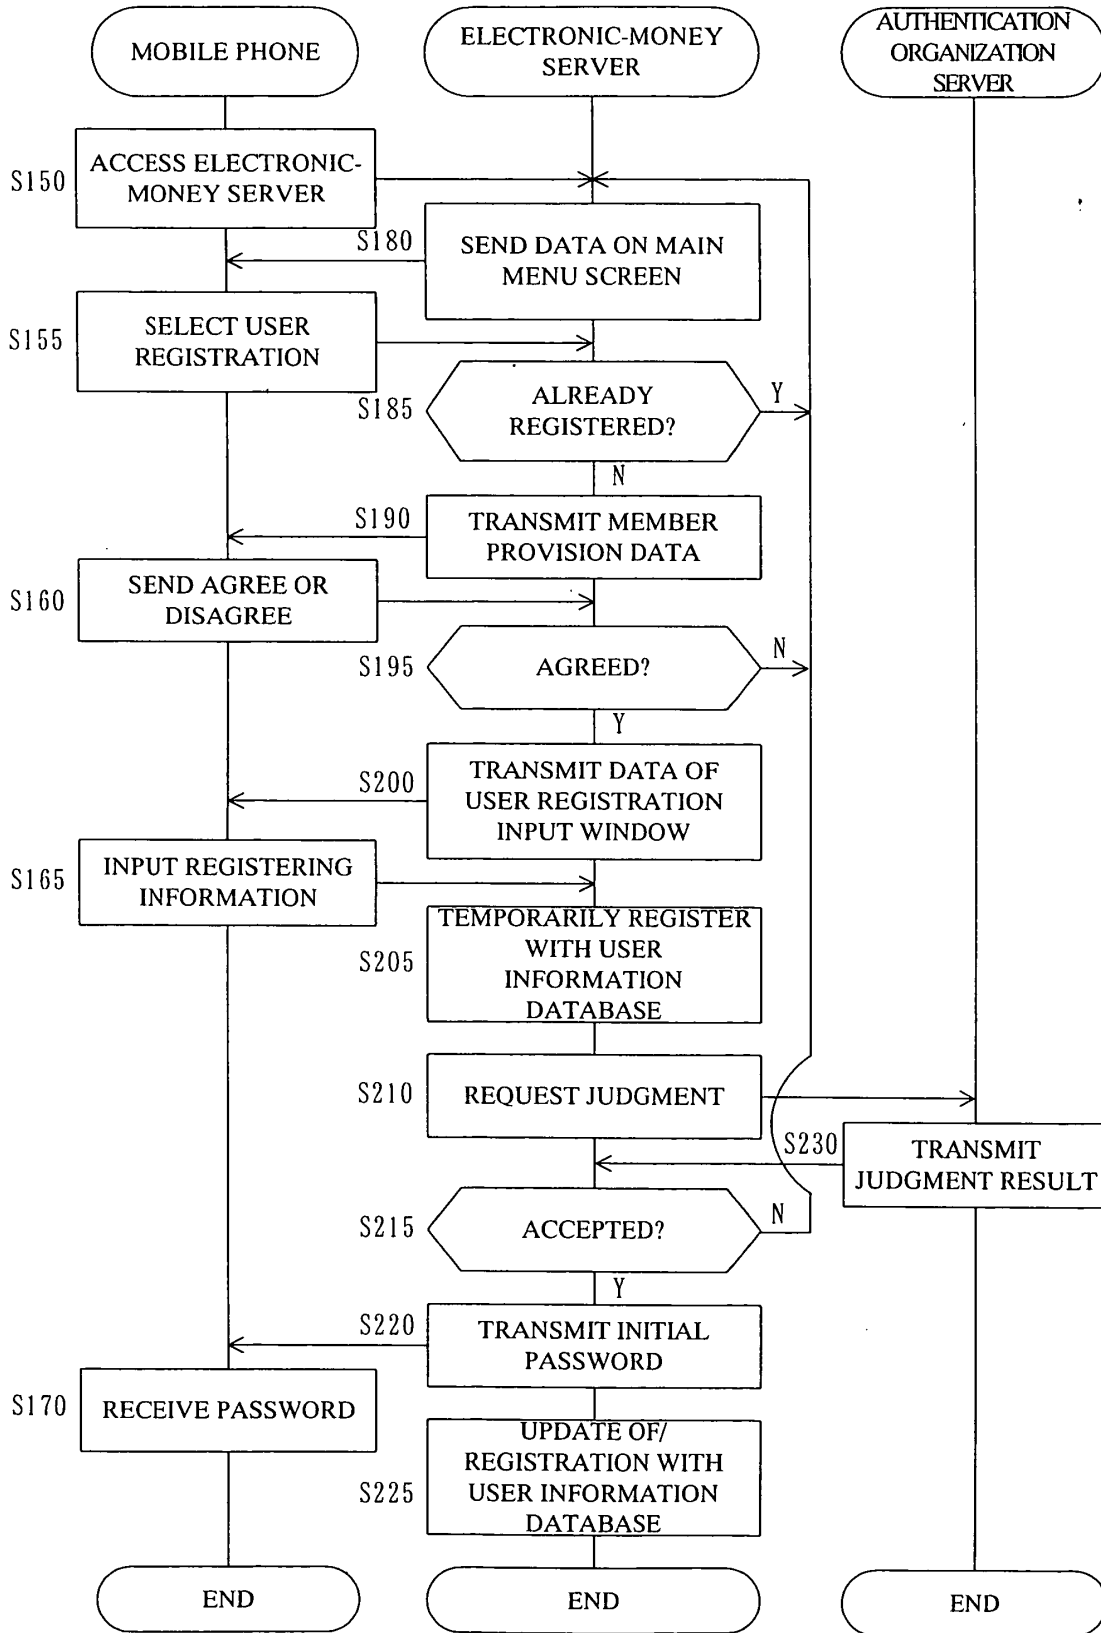 MOBILE PHONE
ELECTRONIC-MONEY
SERVER
AUTHENTICATION
ORGANIZATION
SERVER
S150
ACCESS ELECTRONIC-
MONEY SERVER
S180
SEND DATA ON MAIN
MENU SCREEN
S155
SELECT USER
REGISTRATION
S185
ALREADY
REGISTERED?
Y
N
S190
TRANSMIT MEMBER
PROVISION DATA
S160
SEND AGREE OR
DISAGREE
S195
AGREED?
N
Y
S200
TRANSMIT DATA OF
USER REGISTRATION
INPUT WINDOW
S165
INPUT REGISTERING
INFORMATION
S205
TEMPORARILY REGISTER
WITH USER
INFORMATION
DATABASE
S210
REQUEST JUDGMENT
S230
TRANSMIT
JUDGMENT RESULT
S215
ACCEPTED?
N
Y
S220
TRANSMIT INITIAL
PASSWORD
S170
RECEIVE PASSWORD
S225
UPDATE OF/
REGISTRATION WITH
USER INFORMATION
DATABASE
END
END
END